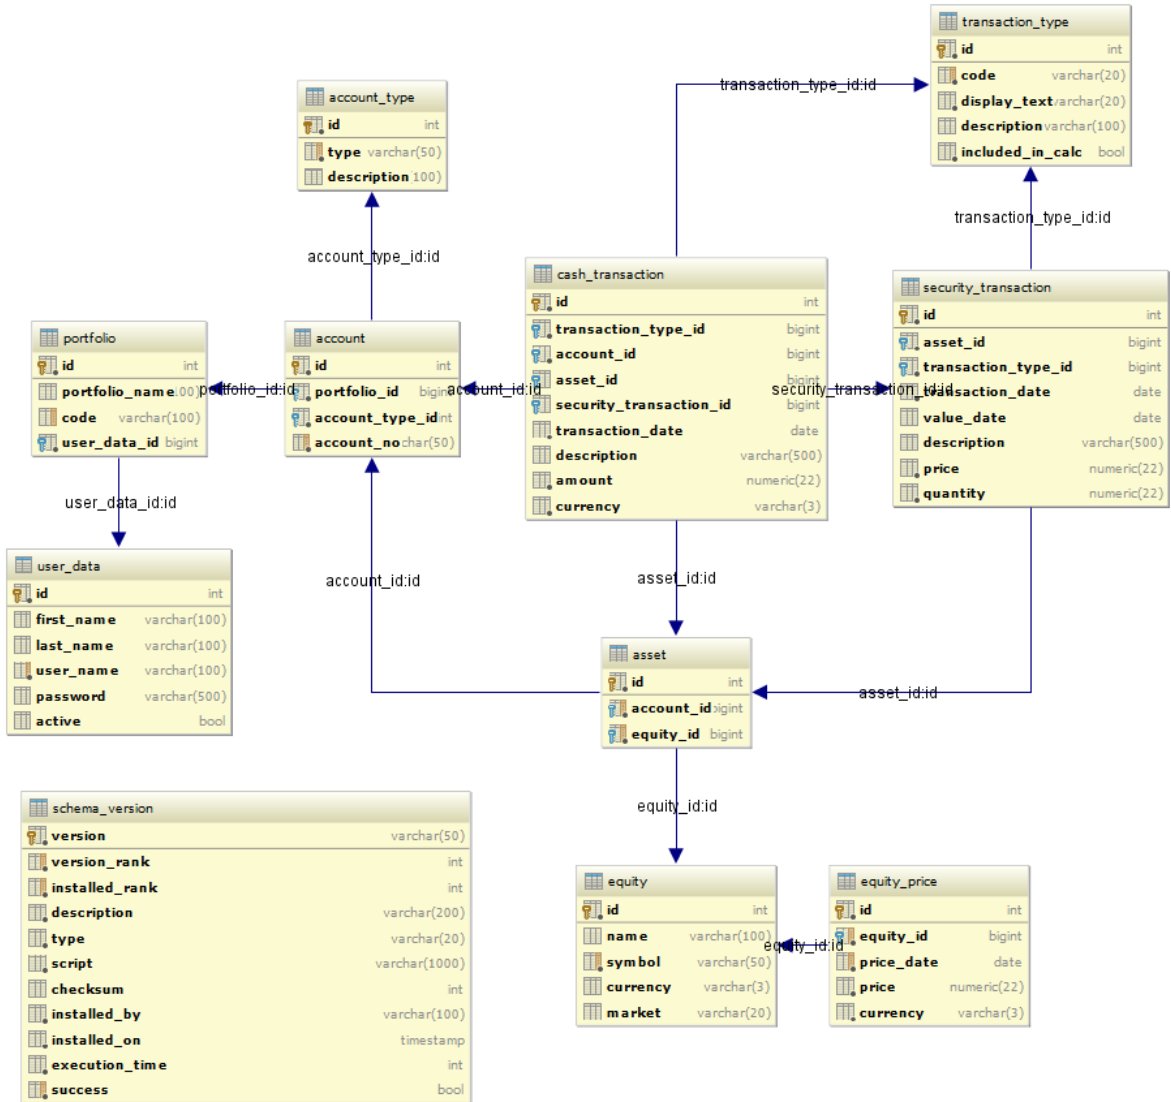 transaction_type
id int
code varchar(20)
display_text varchar(20)
description varchar(100)
included_in_calc bool
transaction_type_id:id
account_type
id int
type varchar(50)
description (100)
transaction_type_id:id
account_type_id:id
cash_transaction
id int
transaction_type_id bigint
account_id bigint
asset_id bigint
security_transaction_id bigint
transaction_date date
description varchar(500)
amount numeric(22)
currency varchar(3)
security_transaction
id int
asset_id bigint
transaction_type_id bigint
transaction_date date
value_date date
description varchar(500)
price numeric(22)
quantity numeric(22)
security_transaction_id:id
portfolio
id int
portfolio_name 00)
code varchar(100)
user_data_id bigint
portfolio_id:id
account
id int
portfolio_id bigint
account_type_id int
account_no char(50)
account_id:id
user_data_id:id
account_id:id
asset_id:id
user_data
id int
first_name varchar(100)
last_name varchar(100)
user_name varchar(100)
password varchar(500)
active bool
asset
id int
account_id bigint
equity_id bigint
asset_id:id
equity_id:id
schema_version
version varchar(50)
version_rank int
installed_rank int
description varchar(200)
type varchar(20)
script varchar(1000)
checksum int
installed_by varchar(100)
installed_on timestamp
execution_time int
success bool
equity
id int
name varchar(100)
symbol varchar(50)
currency varchar(3)
market varchar(20)
equity_id:id
equity_price
id int
equity_id bigint
price_date date
price numeric(22)
currency varchar(3)